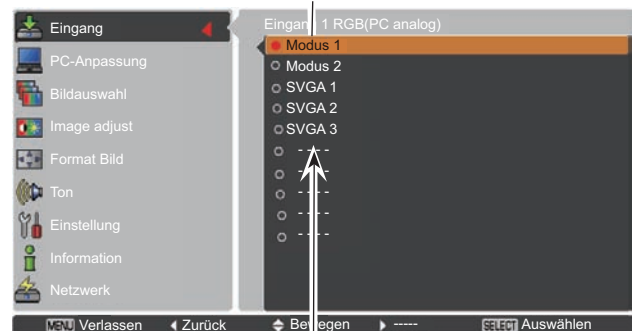 Eingang
PC-Anpassung
Bildauswahl
Image adjust
Format Bild
Ton
Einstellung
Information
Netzwerk
Eingang 1 RGB(PC analog)
Modus 1
Modus 2
SVGA 1
SVGA 2
SVGA 3
- - - -
- - - -
- - - -
- - - -
- - - -
MENU Verlassen Zurück Bewegen ----- SELECT Auswählen